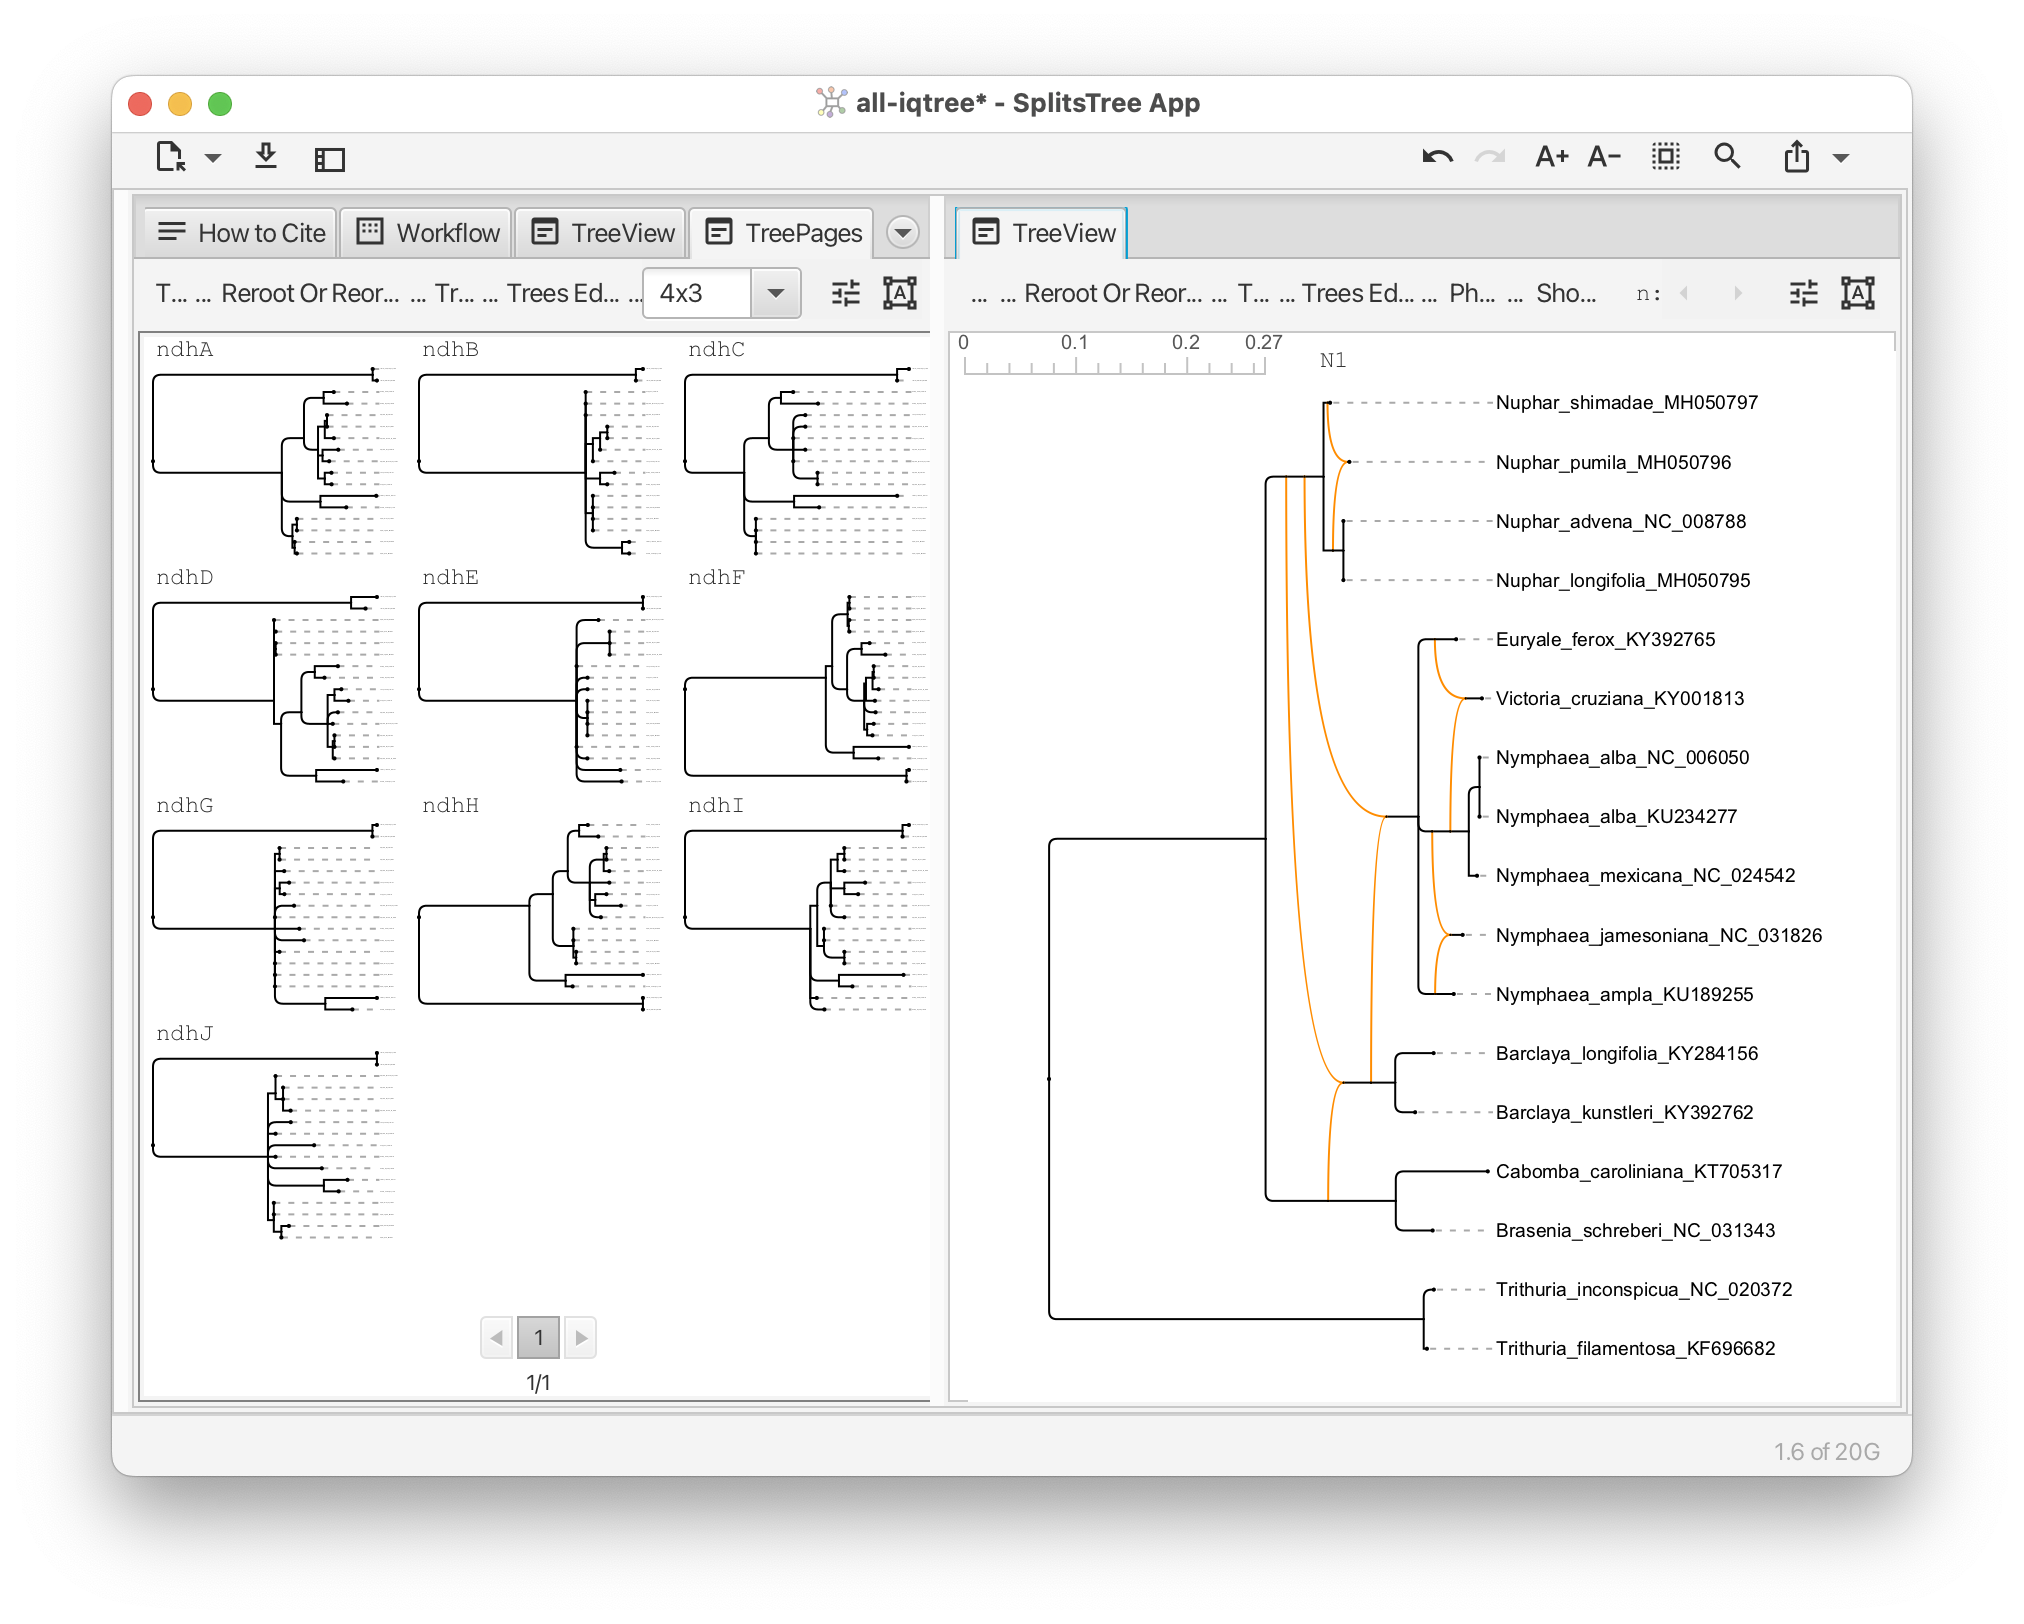 all-iqtree* - SplitsTree App
A+ A-
How to Cite Workflow TreeView TreePages
T... ... Reroot Or Reor... ... Tr... ... Trees Ed... ... 4x3 A
ndhA ndhB ndhC
ndhD ndhE ndhF
ndhG ndhH ndhI
ndhJ
1
1/1
TreeView
... ... Reroot Or Reor... ... T... ... Trees Ed... ... Ph... ... Sho... n: A
0 0.1 0.2 0.27
N1
Nuphar_shimadae_MH050797
Nuphar_pumila_MH050796
Nuphar_advena_NC_008788
Nuphar_longifolia_MH050795
Euryale_ferox_KY392765
Victoria_cruziana_KY001813
Nymphaea_alba_NC_006050
Nymphaea_alba_KU234277
Nymphaea_mexicana_NC_024542
Nymphaea_jamesoniana_NC_031826
Nymphaea_ampla_KU189255
Barclaya_longifolia_KY284156
Barclaya_kunstleri_KY392762
Cabomba_caroliniana_KT705317
Brasenia_schreberi_NC_031343
Trithuria_inconspicua_NC_020372
Trithuria_filamentosa_KF696682
1.6 of 20G